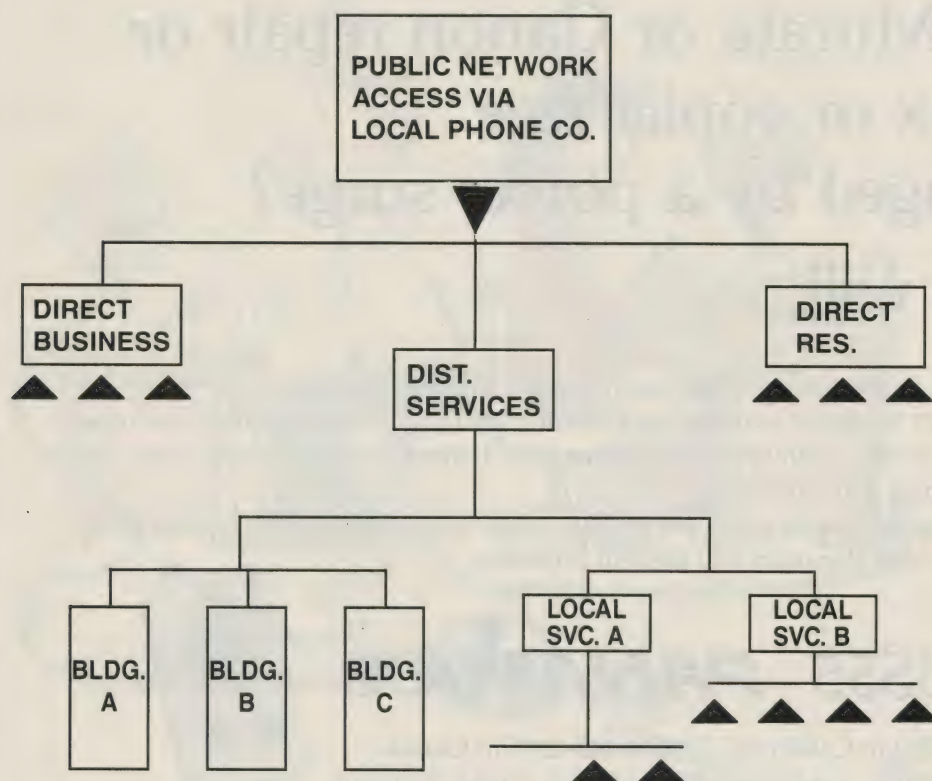 PUBLIC NETWORK
ACCESS VIA
LOCAL PHONE CO.
DIRECT
BUSINESS
DIRECT
RES.
DIST.
SERVICES
BLDG.
A
BLDG.
B
BLDG.
C
LOCAL
SVC. A
LOCAL
SVC. B